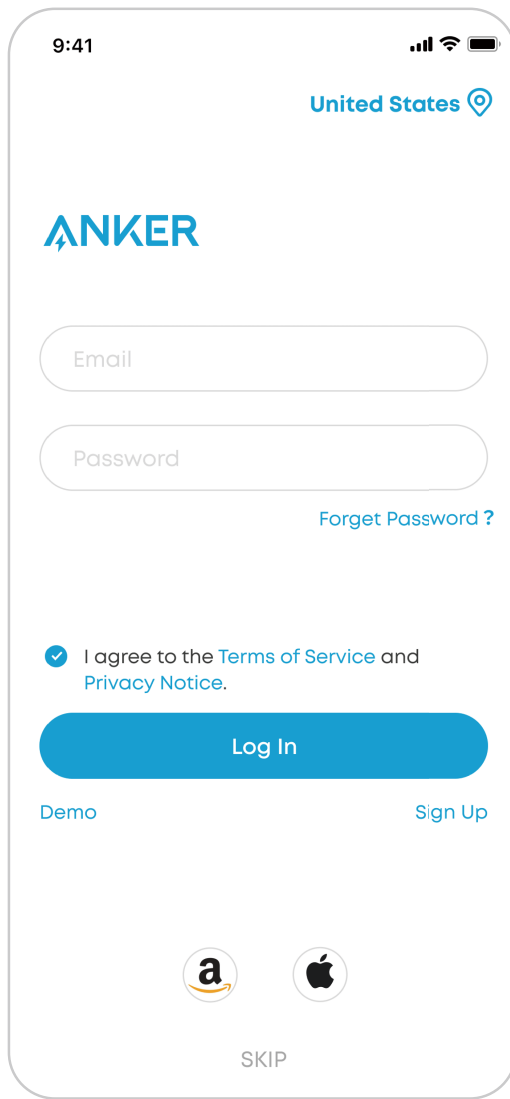 9:41
United States
ANKER
Email
Password
Forget Password ?
I agree to the Terms of Service and
Privacy Notice.
Log In
Demo
Sign Up
a
SKIP